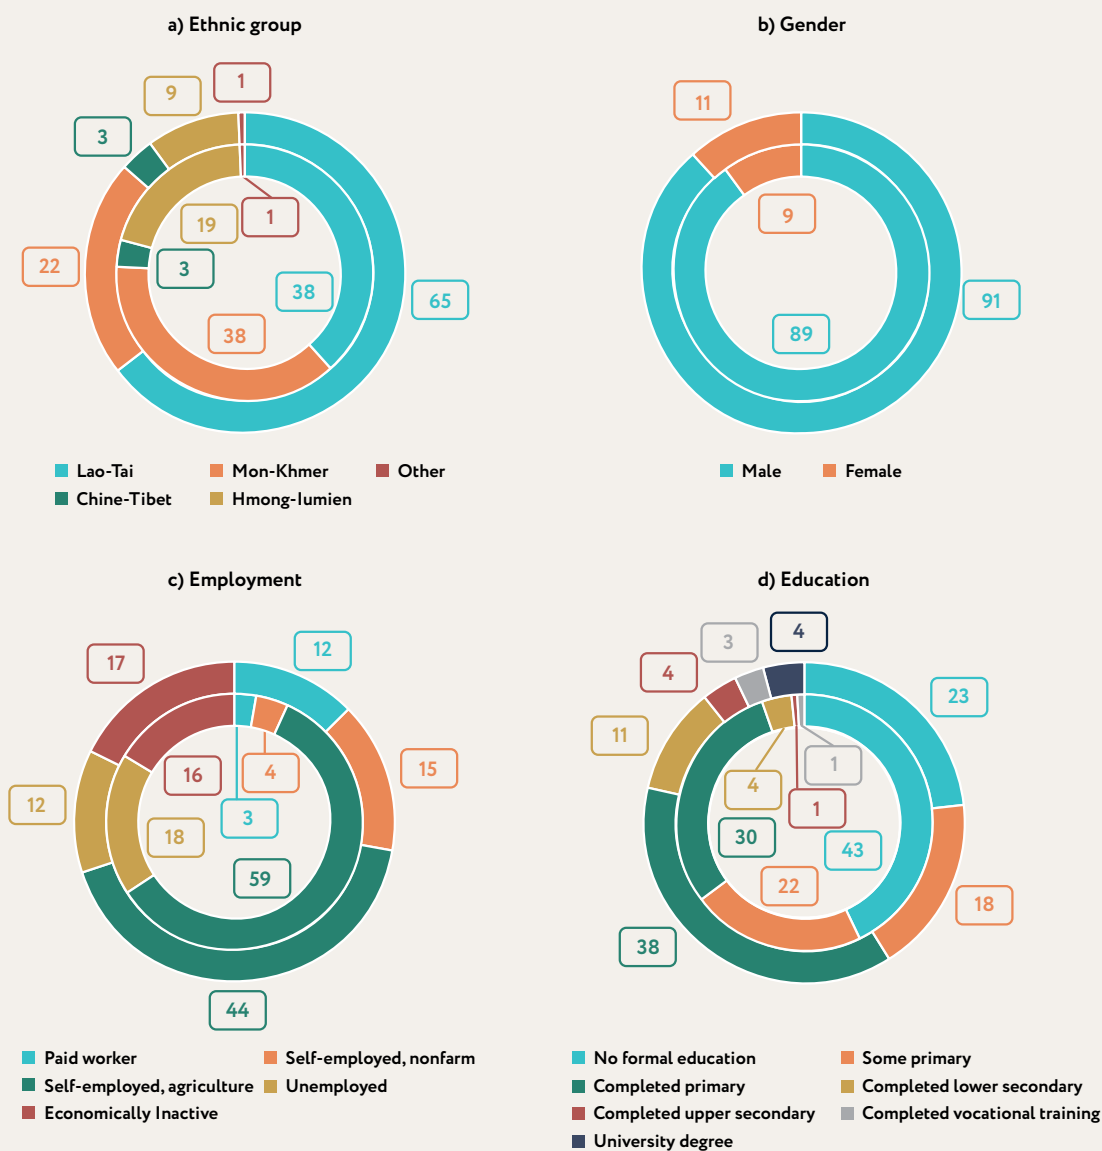 a) Ethnic group
b) Gender
1
9
3
22
65
19
1
3
38
38
11
9
91
89
Lao-Tai
Mon-Khmer
Other
Chine-Tibet
Hmong-Iumien
Male
Female
c) Employment
d) Education
17
12
12
15
16
4
3
18
59
44
3
4
4
23
11
18
38
1
4
1
30
43
22
Paid worker
Self-employed, nonfarm
Self-employed, agriculture
Unemployed
Economically Inactive
No formal education
Some primary
Completed primary
Completed lower secondary
Completed upper secondary
Completed vocational training
University degree